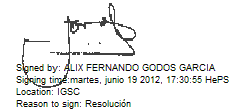 Signed by: ALIX FERNANDO GODOS GARCIA
Signing time:martes, junio 19 2012, 17:30:55 HePS
Location: IGSC
Reason to sign: Resolución